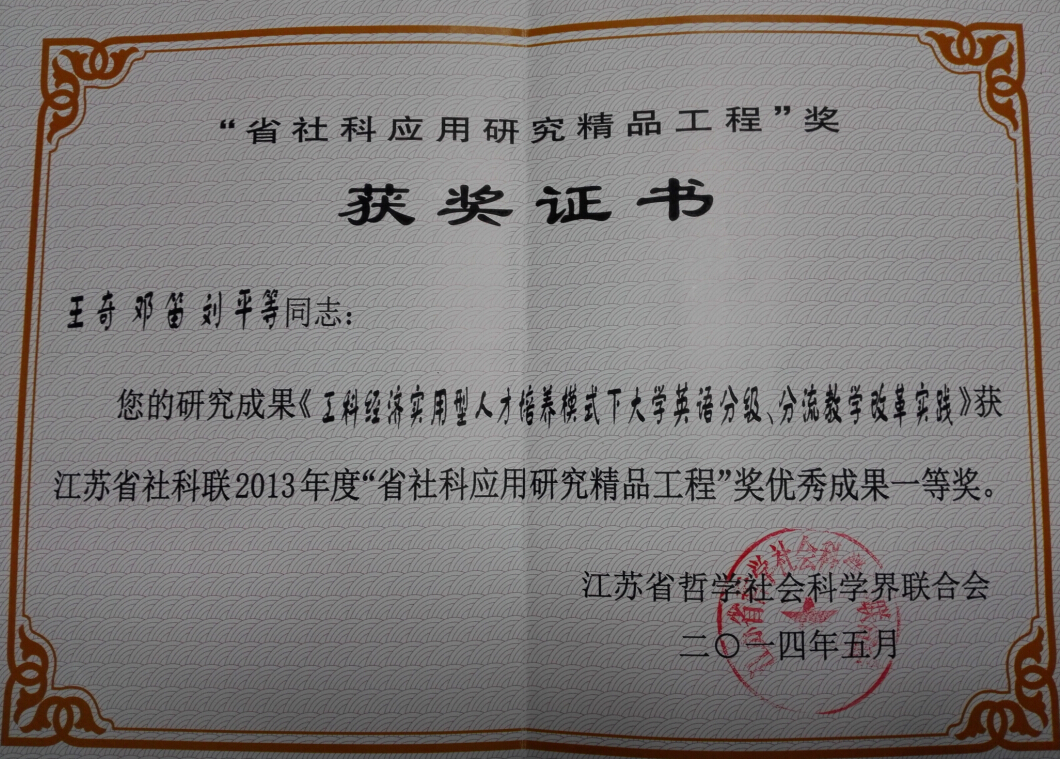 “省社科应用研究精品工程”奖
获奖证书
王奇 邓笛 刘平等同志：
您的研究成果《工科经济实用型人才培养模式下大学英语分级、分流教学改革实践》获
江苏省社科联2013年度“省社科应用研究精品工程”奖优秀成果一等奖。
江苏省哲学社会科学界联合会
二〇一四年五月